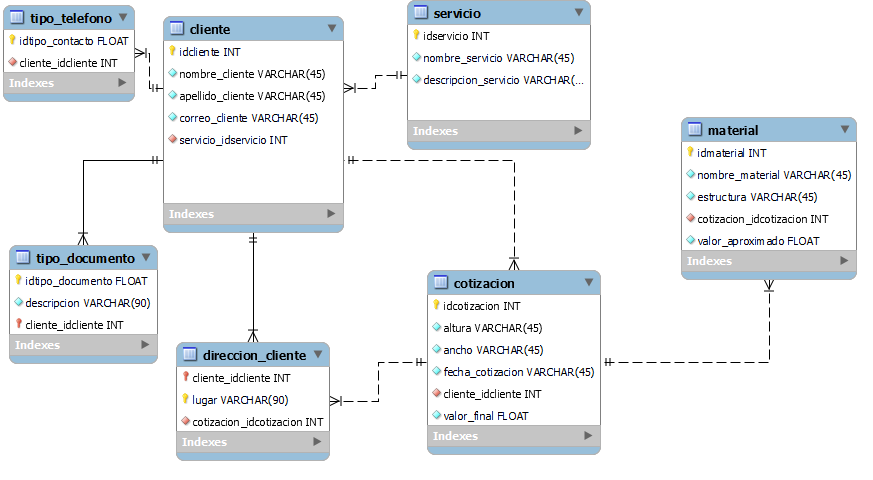 tipo_telefono
idtipo_contacto FLOAT
cliente_idcliente INT
Indexes
cliente
idcliente INT
nombre_cliente VARCHAR(45)
apellido_cliente VARCHAR(45)
correo_cliente VARCHAR(45)
servicio_idservicio INT
Indexes
servicio
idservicio INT
nombre_servicio VARCHAR(45)
descripcion_servicio VARCHAR(...
Indexes
material
idmaterial INT
nombre_material VARCHAR(45)
estructura VARCHAR(45)
cotizacion_idcotizacion INT
valor_aproximado FLOAT
Indexes
tipo_documento
idtipo_documento FLOAT
descripcion VARCHAR(90)
cliente_idcliente INT
Indexes
direccion_cliente
cliente_idcliente INT
lugar VARCHAR(90)
cotizacion_idcotizacion INT
Indexes
cotizacion
idcotizacion INT
altura VARCHAR(45)
ancho VARCHAR(45)
fecha_cotizacion VARCHAR(45)
cliente_idcliente INT
valor_final FLOAT
Indexes